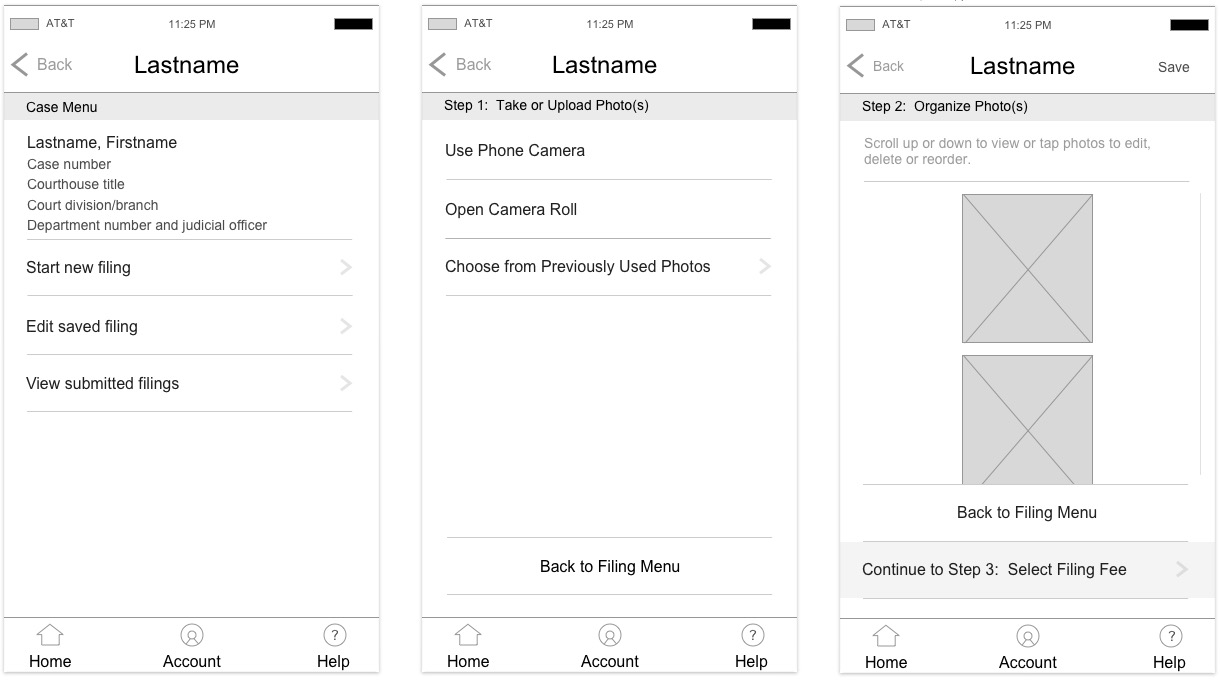 AT&T 11:25 PM
Back Lastname
Case Menu
Lastname, Firstname
Case number
Courthouse title
Court division/branch
Department number and judicial officer
Start new filing
Edit saved filing
View submitted filings
Home Account ? Help
AT&T 11:25 PM
Back Lastname
Step 1: Take or Upload Photo(s)
Use Phone Camera
Open Camera Roll
Choose from Previously Used Photos
Back to Filing Menu
Home Account ? Help
AT&T 11:25 PM
Back Lastname Save
Step 2: Organize Photo(s)
Scroll up or down to view or tap photos to edit,
delete or reorder.
Back to Filing Menu
Continue to Step 3: Select Filing Fee
Home Account ? Help